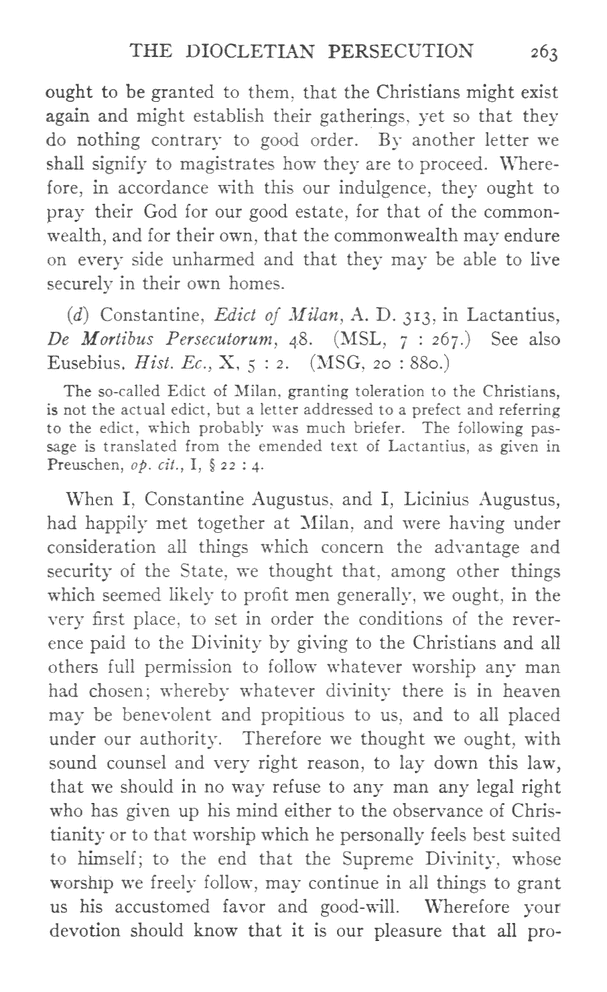 THE DIOCLETIAN PERSECUTION 263
ought to be granted to them, that the Christians might exist
again and might establish their gatherings, yet so that they
do nothing contrary to good order. By another letter we
shall signify to magistrates how they are to proceed. Where-
fore, in accordance with this our indulgence, they ought to
pray their God for our good estate, for that of the common-
wealth, and for their own, that the commonwealth may endure
on every side unharmed and that they may be able to live
securely in their own homes.
(d) Constantine, Edict of Milan, A. D. 313, in Lactantius,
De Mortibus Persecutorum, 48. (MSL, 7 : 267.) See also
Eusebius, Hist. Ec., X, 5 : 2. (MSG, 20 : 880.)
The so-called Edict of Milan, granting toleration to the Christians,
is not the actual edict, but a letter addressed to a prefect and referring
to the edict, which probably was much briefer. The following pas-
sage is translated from the emended text of Lactantius, as given in
Preuschen, op. cit., I, § 22 : 4.
When I, Constantine Augustus, and I, Licinius Augustus,
had happily met together at Milan, and were having under
consideration all things which concern the advantage and
security of the State, we thought that, among other things
which seemed likely to profit men generally, we ought, in the
very first place, to set in order the conditions of the rever-
ence paid to the Divinity by giving to the Christians and all
others full permission to follow whatever worship any man
had chosen; whereby whatever divinity there is in heaven
may be benevolent and propitious to us, and to all placed
under our authority. Therefore we thought we ought, with
sound counsel and very right reason, to lay down this law,
that we should in no way refuse to any man any legal right
who has given up his mind either to the observance of Chris-
tianity or to that worship which he personally feels best suited
to himself; to the end that the Supreme Divinity, whose
worship we freely follow, may continue in all things to grant
us his accustomed favor and good-will. Wherefore your
devotion should know that it is our pleasure that all pro-